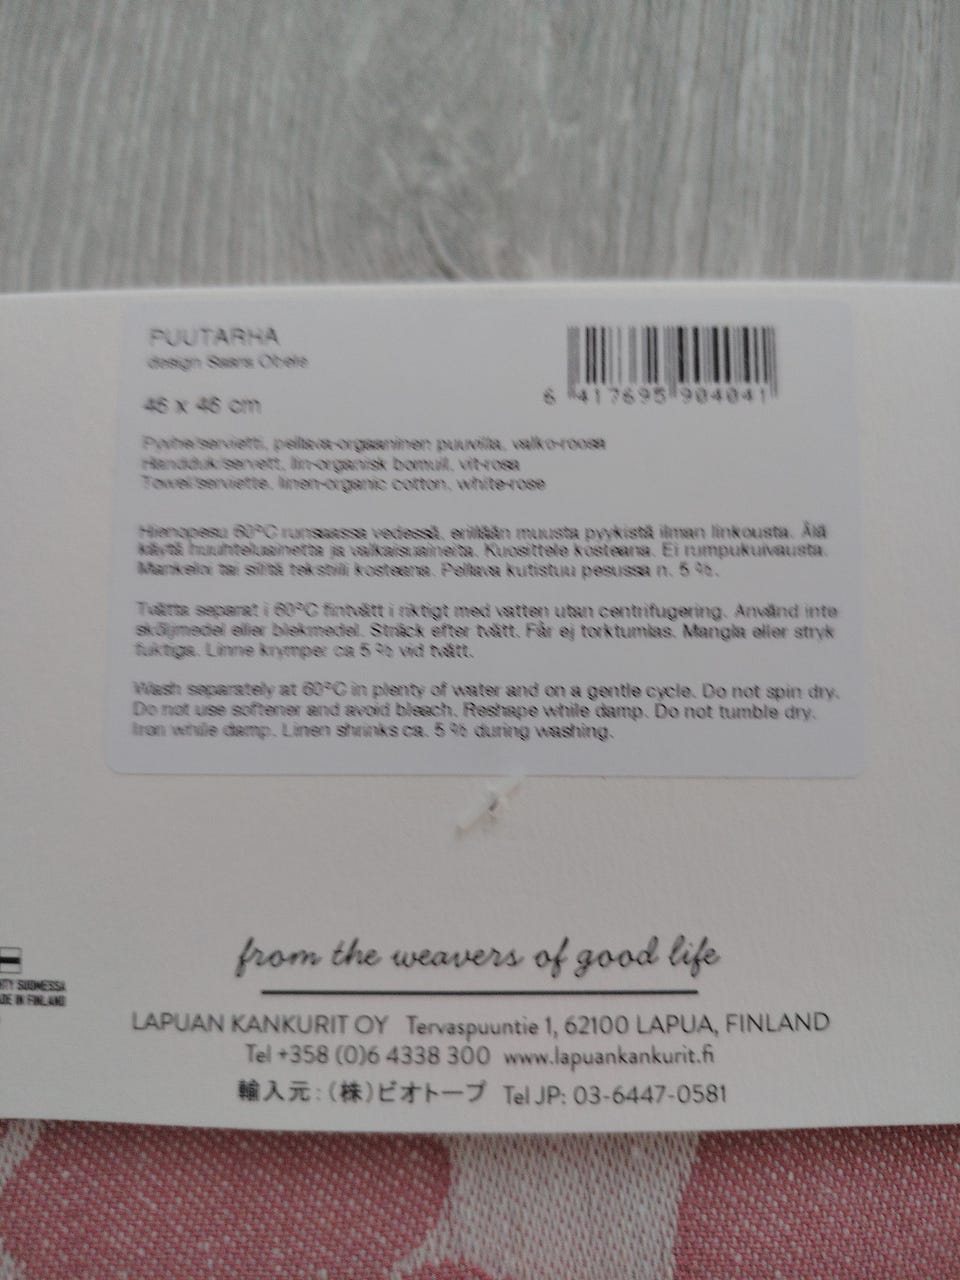 PUUTARHA
design Saara Obele
46 x 46 cm
6 417695 904041
Pyyhe/servietti, pellava-orgaaninen puuvilla, valko-roosa
Handduk/servett, lin-organisk bomull, vit-rosa
Towel/serviette, linen-organic cotton, white-rose
Hienopesu 60°C runsaassa vedessä, erillään muusta pyykistä ilman linkousta. Älä
käytä huuhteluainetta ja valkaisuaineita. Kuosittele kosteana. Ei rumpukuivausta.
Mankeloi tai silitä tekstiili kosteana. Pellava kutistuu pesussa n. 5 %.
Tvätta separat i 60°C fintvätt i riktigt med vatten utan centrifugering. Använd inte
sköljmedel eller blekmedel. Sträck efter tvätt. Får ej torktumlas. Mangla eller stryk
fuktiga. Linne krymper ca 5 % vid tvätt.
Wash separately at 60°C in plenty of water and on a gentle cycle. Do not spin dry.
Do not use softener and avoid bleach. Reshape while damp. Do not tumble dry.
Iron while damp. Linen shrinks ca. 5 % during washing.
from the weavers of good life
HTY SUOMESSA
ADE IN FINLAND
LAPUAN KANKURIT OY Tervaspuuntie 1, 62100 LAPUA, FINLAND
Tel +358 (0)6 4338 300 www.lapuankankurit.fi
輸入元:(株)ビオトープ Tel JP: 03-6447-0581